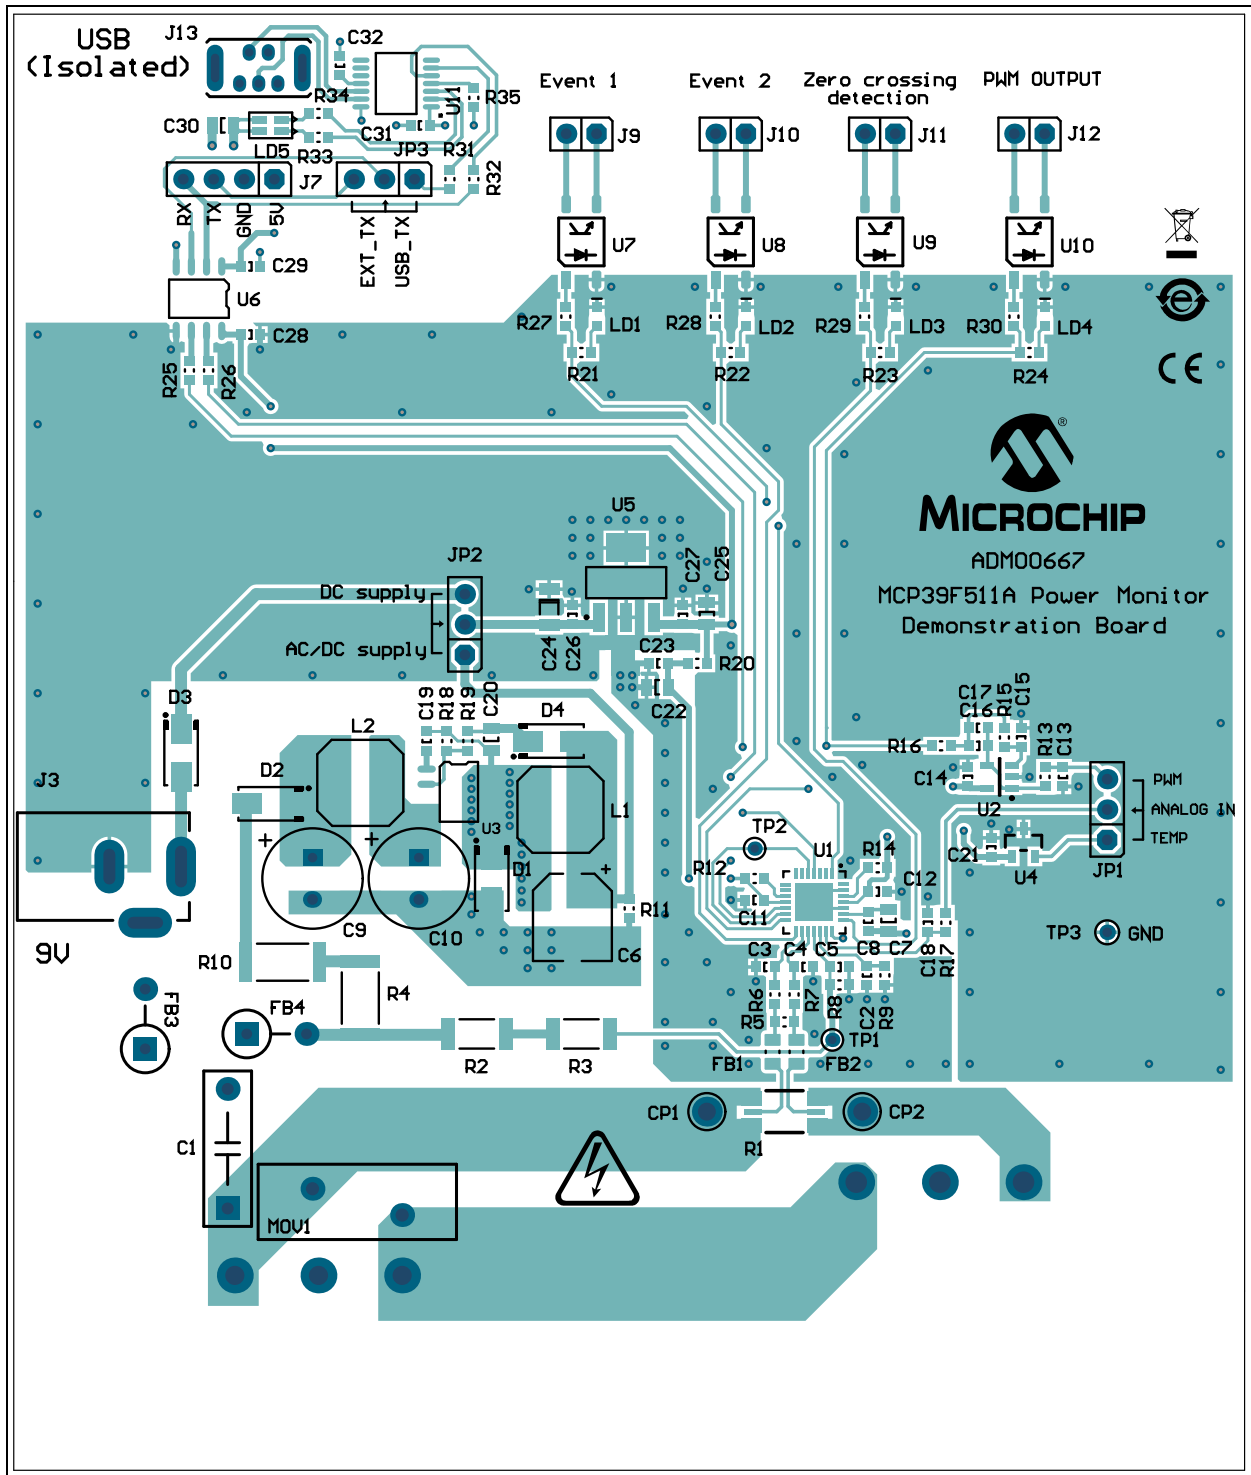 USB
(Isolated)
J13
C32
U11
R35
R34
C30
C31
LD5
R33
JP3
R31
R32
J7
RX
TX
GND
5V
EXT_TX
USB_TX
Event 1
Event 2
Zero crossing
detection
PWM OUTPUT
J9
J10
J11
J12
U7
U8
U9
U10
C29
U6
C28
R25
R26
R27
LD1
R28
LD2
R29
LD3
R30
LD4
R21
R22
R23
R24
e
CE
®
MICROCHIP
ADM00667
MCP39F511A Power Monitor
Demonstration Board
U5
JP2
DC supply
AC/DC supply
C27
C25
C24
C26
C23
R20
C22
D3
L2
C19
R18
R19
C20
D4
D2
J3
L1
U3
D1
+
+
+
C9
C10
C6
R11
9V
R10
R4
FB3
FB4
R2
R3
TP2
R12
U1
R14
C12
C11
C3
C4
C5
C8
C7
C18
R17
R6
R7
R8
C2
R9
R5
TP1
FB1
FB2
C17
C16
R15
C15
R16
R13
C13
C14
U2
C21
U4
JP1
PWM
ANALOG IN
TEMP
TP3
GND
CP1
CP2
R1
C1
MOV1